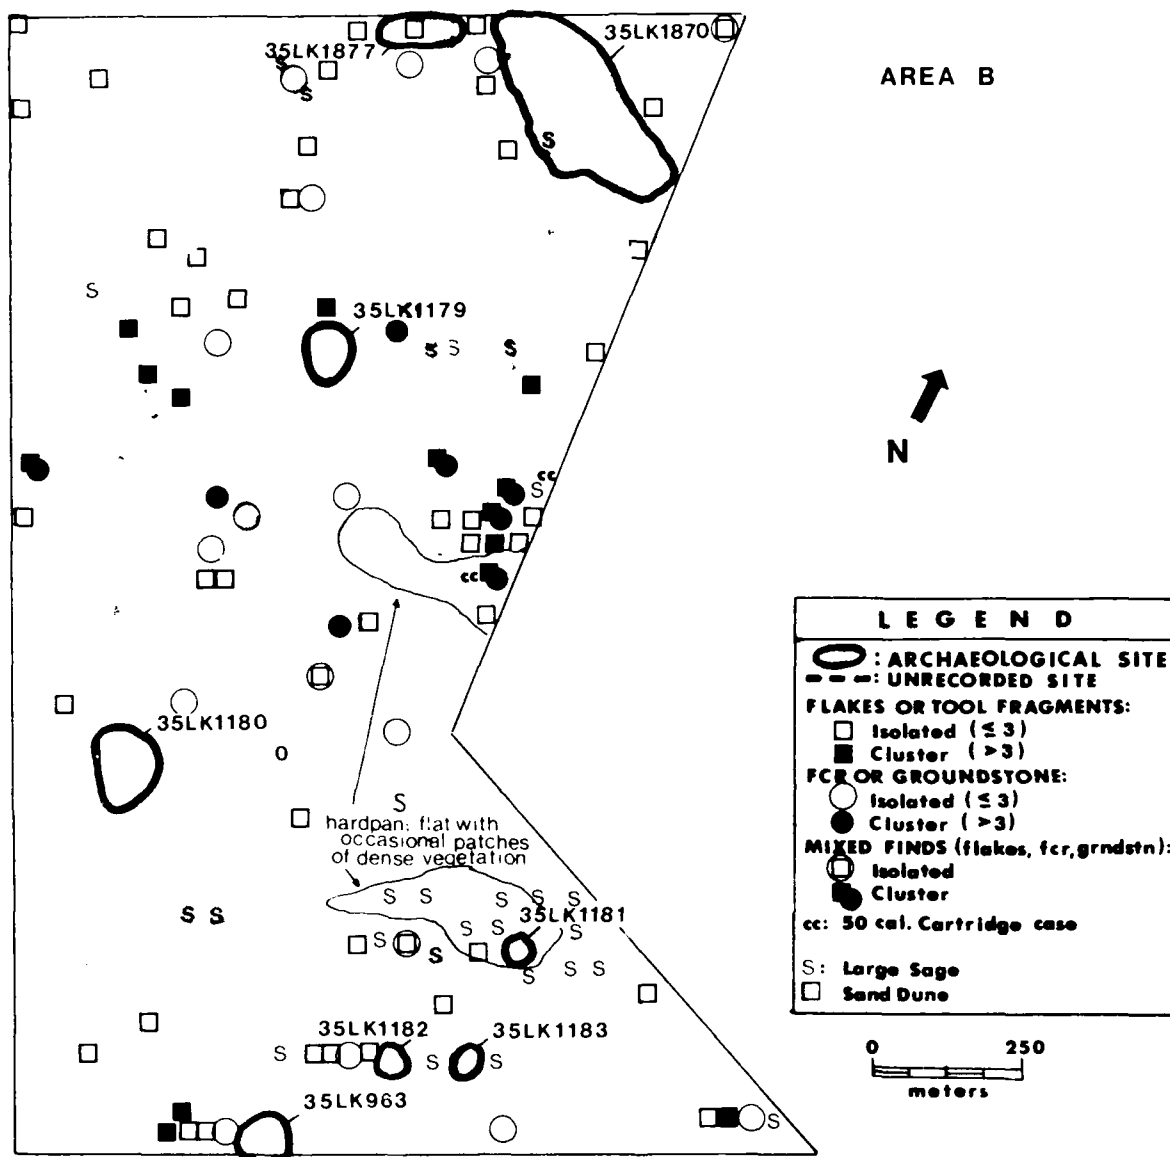 35LK1877
35LK1870
AREA B
S
S
S
S
35LK1179
S
S
S
N
cc
S
cc
35LK1180
O
S
hardpan: flat with
occasional patches
of dense vegetation
S S
S S S S
35LK1181
S S S S
S S S S S
35LK1182
35LK1183
S S S
35LK963
S
LEGEND
: ARCHAEOLOGICAL SITE
: UNRECORDED SITE
FLAKES OR TOOL FRAGMENTS:
Isolated (≤ 3)
Cluster (>3)
FCR OR GROUNDSTONE:
Isolated (≤ 3)
Cluster (>3)
MIXED FINDS (flakes, fcr, grndstn):
Isolated
Cluster
cc: 50 cal. Cartridge case
S: Large Sage
Sand Dune
0 250
meters